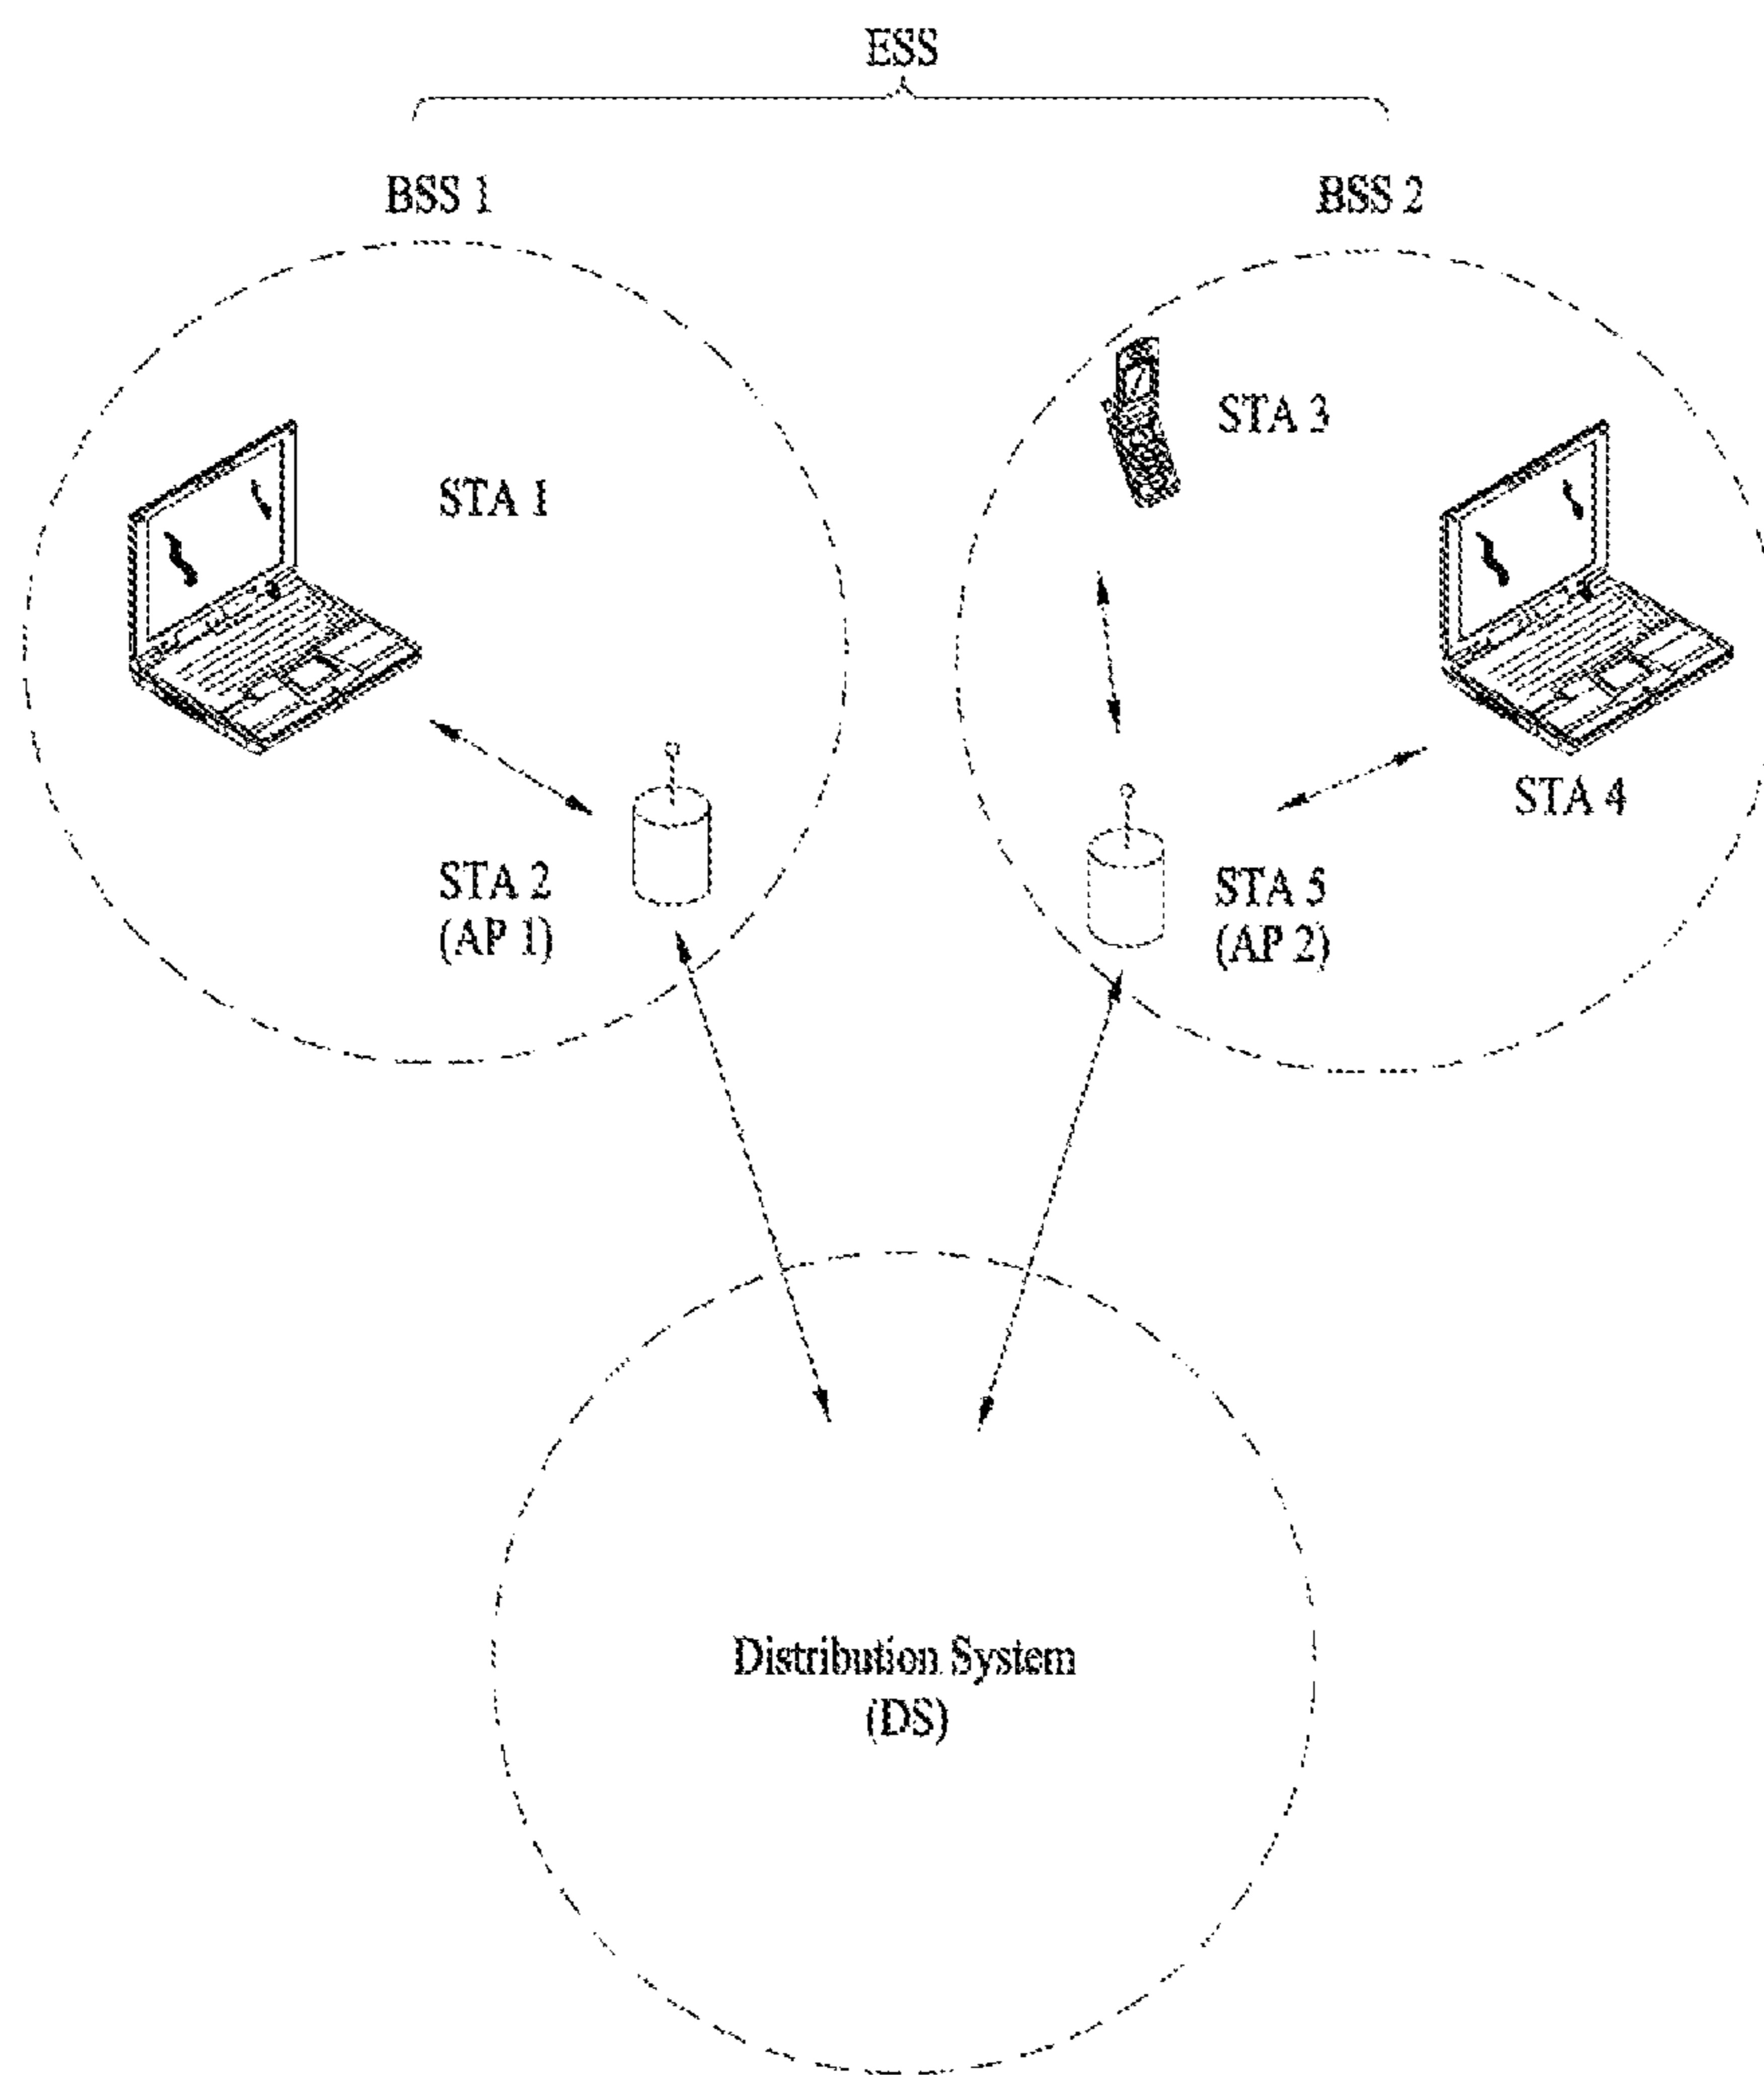 ESS
BSS 1
BSS 2
STA 1
STA 3
STA 4
STA 2
(AP 1)
STA 5
(AP 2)
Distribution System
(DS)